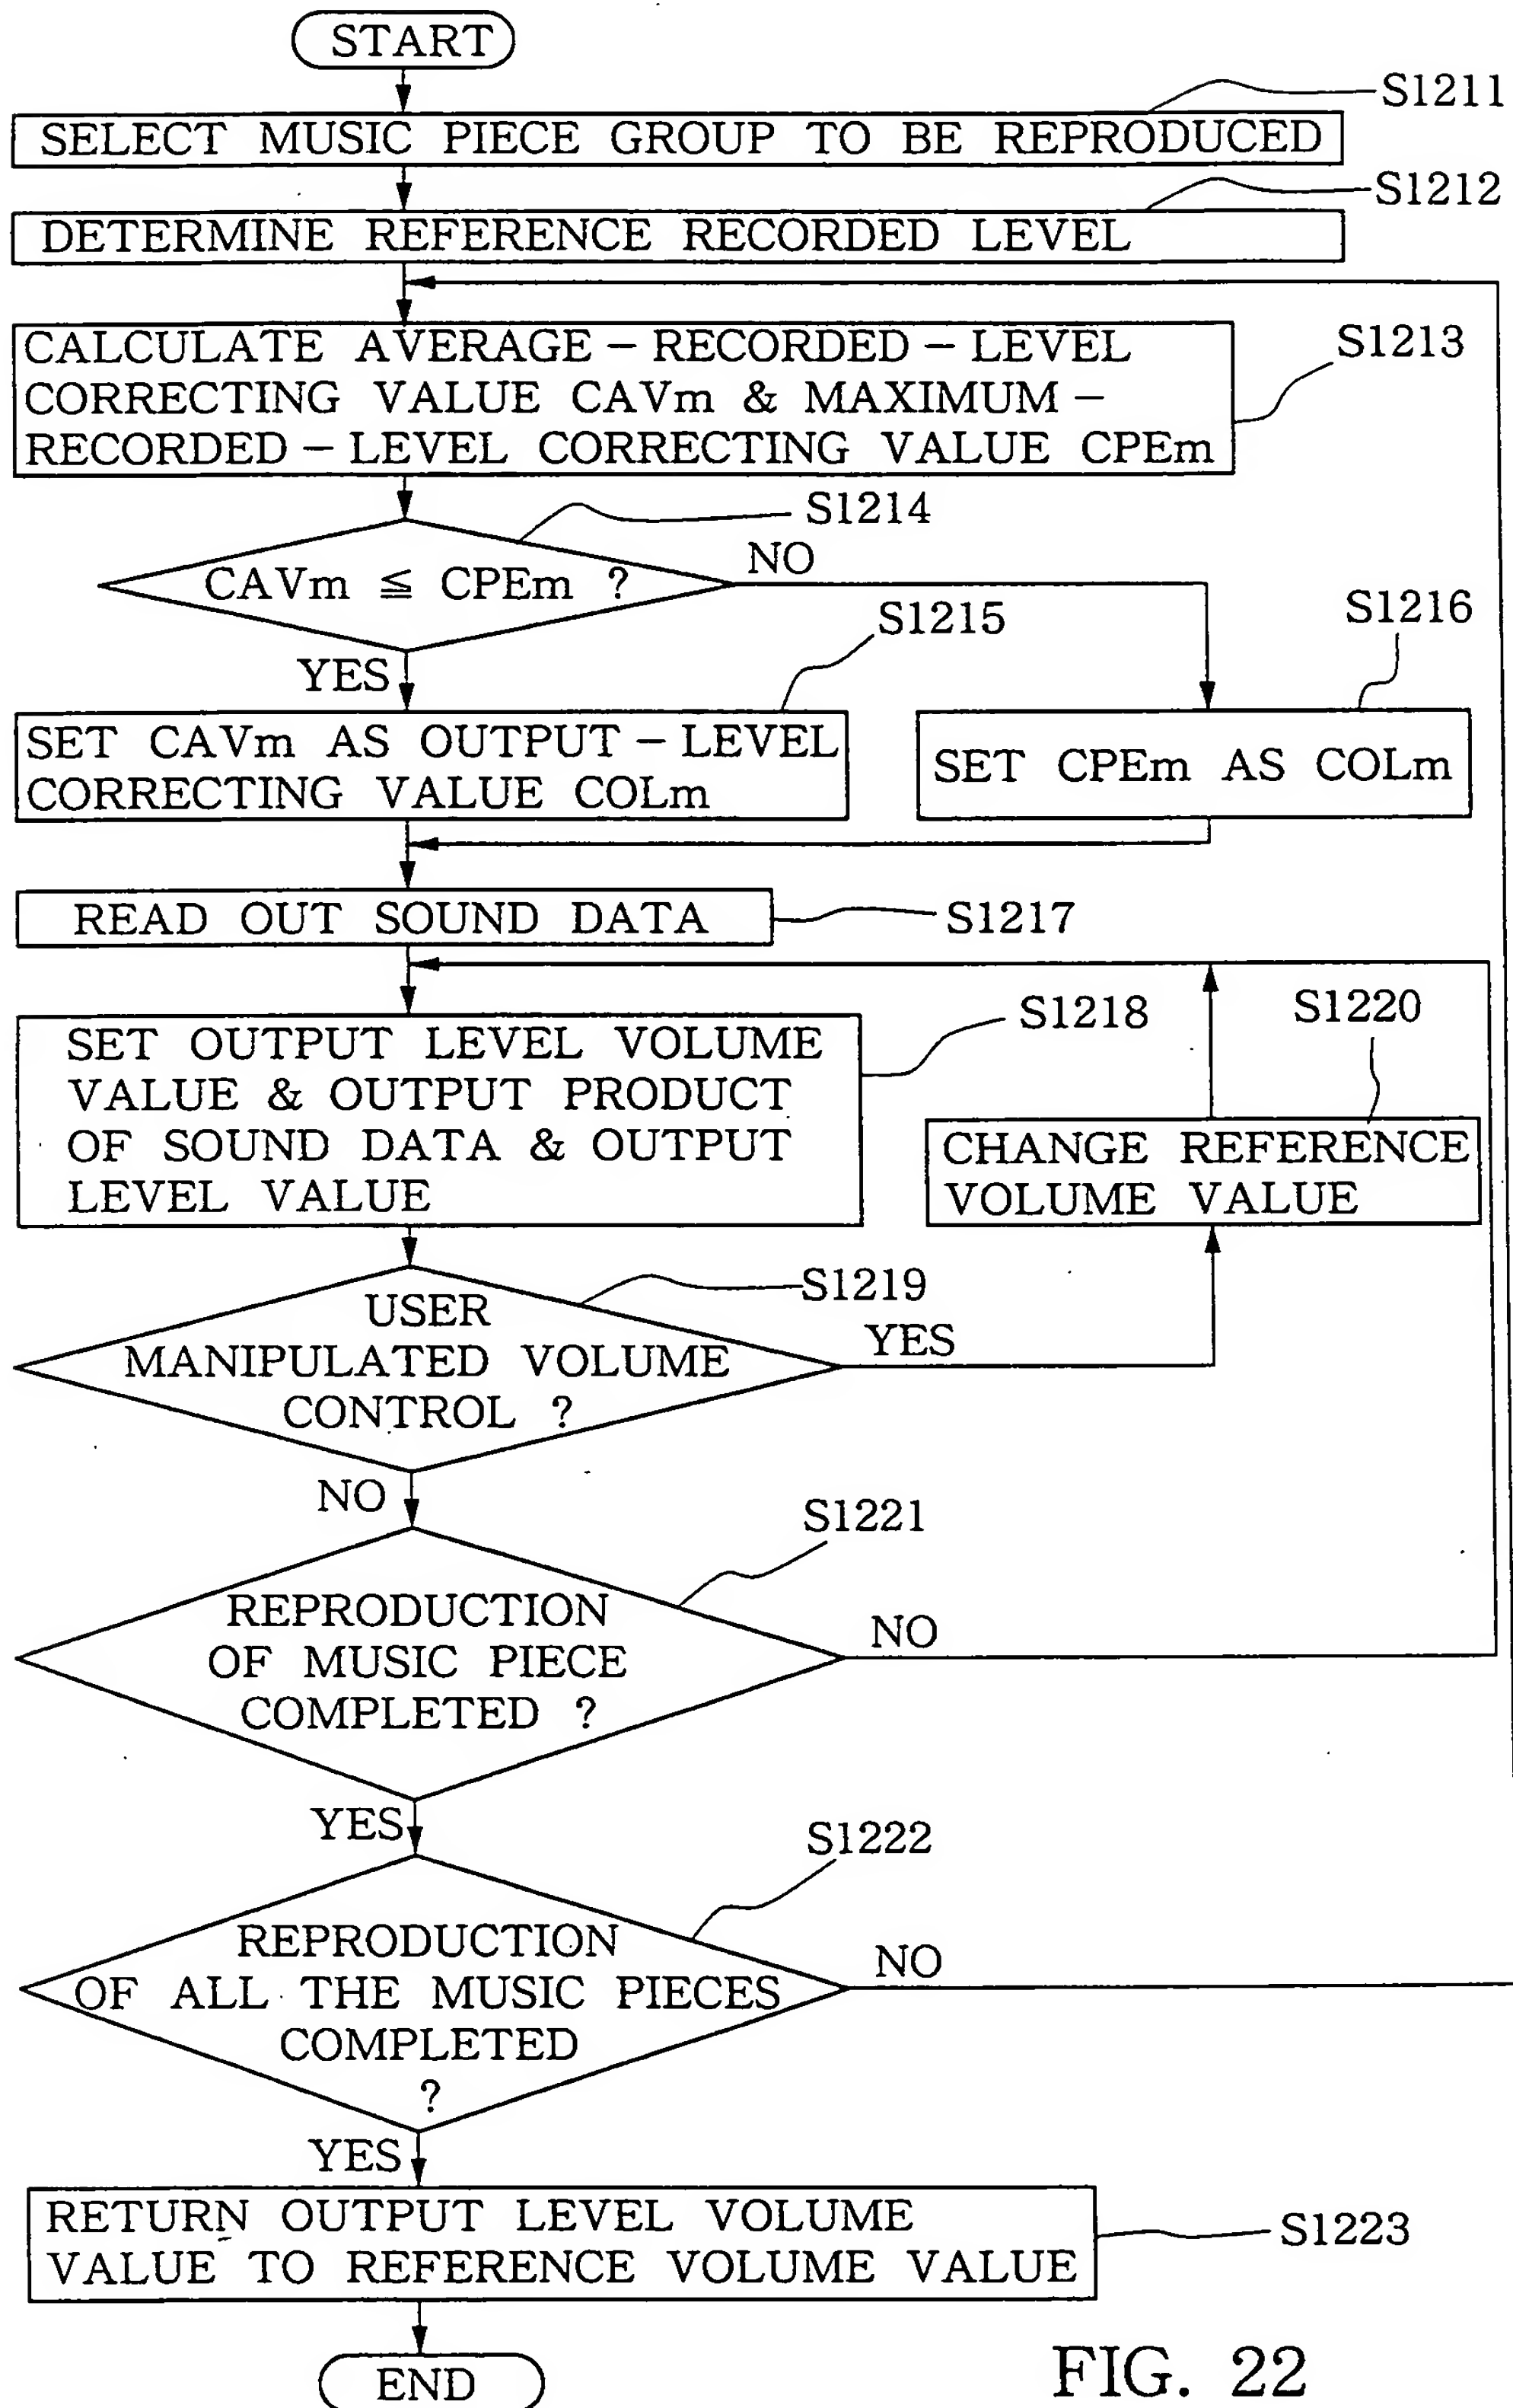 START
S1211
SELECT MUSIC PIECE GROUP TO BE REPRODUCED
S1212
DETERMINE REFERENCE RECORDED LEVEL
CALCULATE AVERAGE – RECORDED – LEVEL
CORRECTING VALUE CAVm & MAXIMUM –
RECORDED – LEVEL CORRECTING VALUE CPEm
S1213
S1214
CAVm ≦ CPEm ?
NO
YES
S1215
S1216
SET CAVm AS OUTPUT – LEVEL
CORRECTING VALUE COLm
SET CPEm AS COLm
READ OUT SOUND DATA
S1217
SET OUTPUT LEVEL VOLUME
VALUE & OUTPUT PRODUCT
OF SOUND DATA & OUTPUT
LEVEL VALUE
S1218
S1220
CHANGE REFERENCE
VOLUME VALUE
S1219
USER
MANIPULATED VOLUME
CONTROL ?
YES
NO
S1221
REPRODUCTION
OF MUSIC PIECE
COMPLETED ?
NO
YES
S1222
REPRODUCTION
OF ALL THE MUSIC PIECES
COMPLETED
?
NO
YES
RETURN OUTPUT LEVEL VOLUME
VALUE TO REFERENCE VOLUME VALUE
S1223
END
FIG. 22